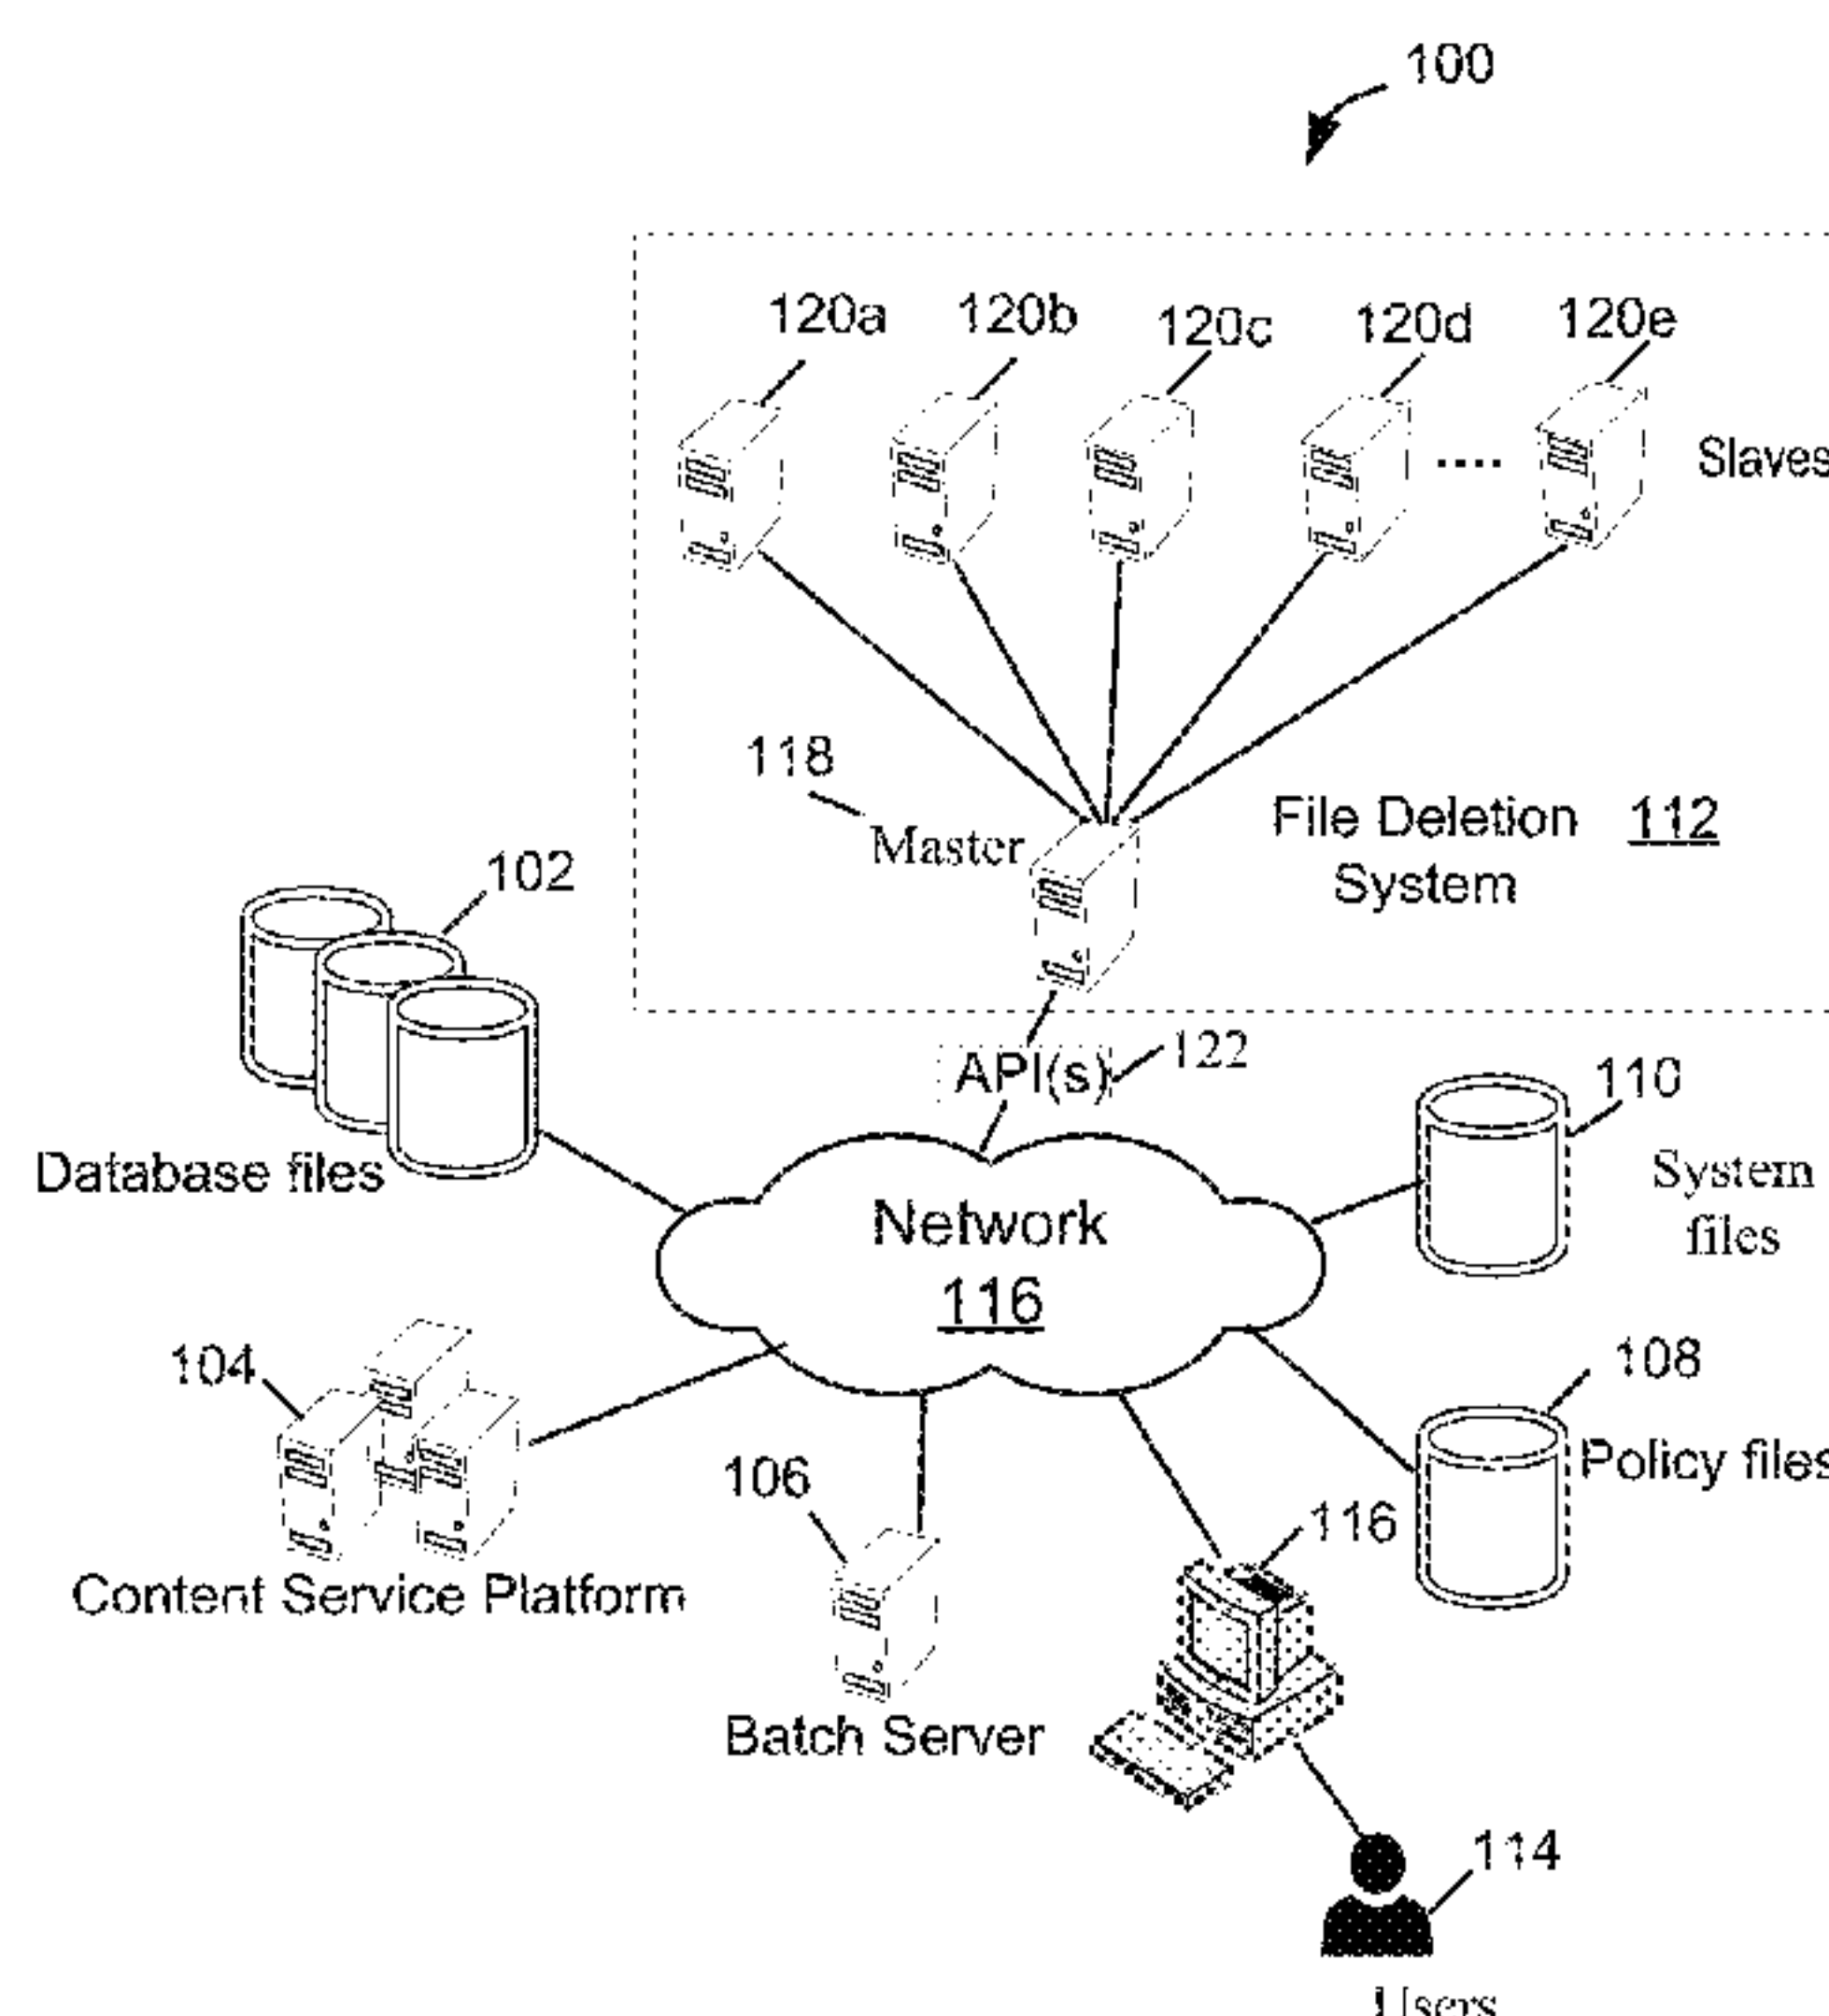 100
120a
120b
120c
120d
120e
Slaves
118
Master
File Deletion 112
System
102
122
API(s)
110
Database files
System
files
Network
116
104
108
106
Policy files
116
Content Service Platform
Batch Server
114
Users